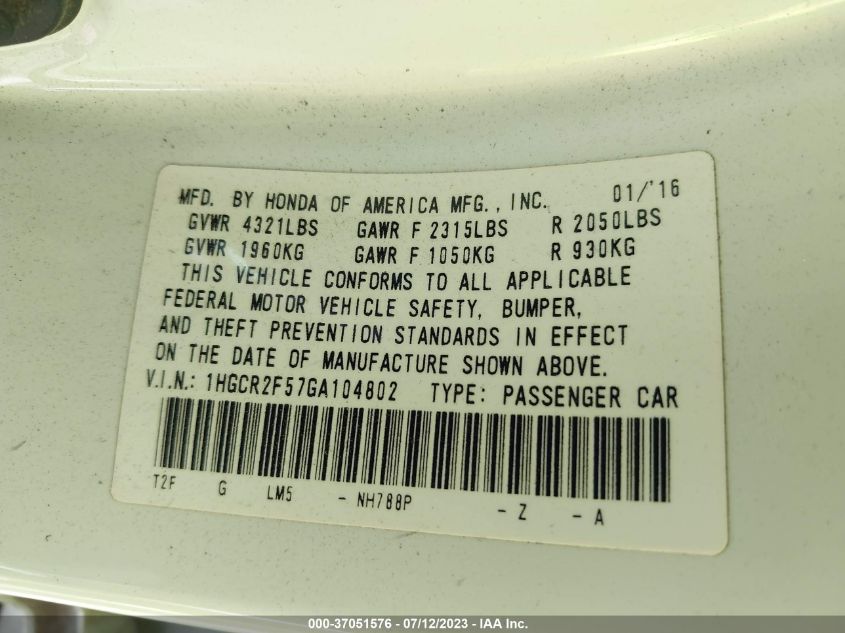 MFD. BY HONDA OF AMERICA MFG., INC. 01/'16
GVWR 4321LBS GAWR F 2315LBS R 2050LBS
GVWR 1960KG GAWR F 1050KG R 930KG
THIS VEHICLE CONFORMS TO ALL APPLICABLE
FEDERAL MOTOR VEHICLE SAFETY, BUMPER,
AND THEFT PREVENTION STANDARDS IN EFFECT
ON THE DATE OF MANUFACTURE SHOWN ABOVE.
V.I.N.: 1HGCR2F57GA104802 TYPE: PASSENGER CAR
T2F G LM5 - NH788P - Z - A
000-37051576 - 07/12/2023 - IAA Inc.